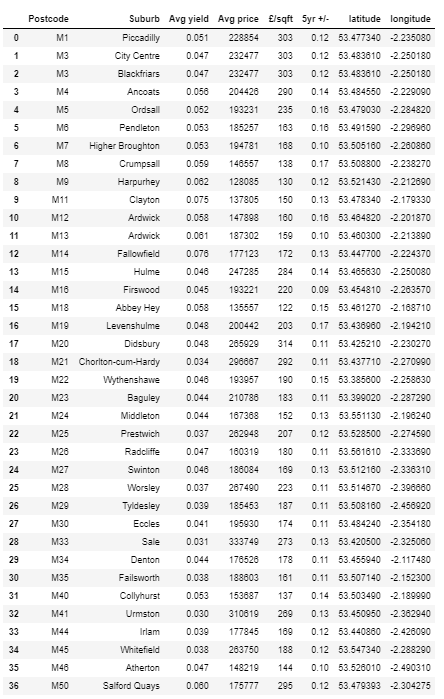 Postcode Suburb Avg yield Avg price £/sqft 5yr +/- latitude longitude
0 M1 Piccadilly 0.051 228854 303 0.12 53.477340 -2.235080
1 M3 City Centre 0.047 232477 303 0.12 53.483610 -2.250180
2 M3 Blackfriars 0.047 232477 303 0.12 53.483610 -2.250180
3 M4 Ancoats 0.056 204426 290 0.14 53.484550 -2.229090
4 M5 Ordsall 0.052 193231 235 0.16 53.479030 -2.284820
5 M6 Pendleton 0.053 185257 163 0.16 53.491590 -2.296960
6 M7 Higher Broughton 0.053 194781 168 0.10 53.505160 -2.260860
7 M8 Crumpsall 0.059 146557 138 0.17 53.508800 -2.238270
8 M9 Harpurhey 0.062 128085 130 0.12 53.521430 -2.212690
9 M11 Clayton 0.075 137805 150 0.13 53.478340 -2.179330
10 M12 Ardwick 0.058 147898 160 0.16 53.464820 -2.201870
11 M13 Ardwick 0.061 187302 159 0.10 53.460300 -2.213890
12 M14 Fallowfield 0.076 177123 172 0.13 53.447700 -2.224370
13 M15 Hulme 0.046 247285 284 0.14 53.465630 -2.250080
14 M16 Firswood 0.045 193221 220 0.09 53.454810 -2.263570
15 M18 Abbey Hey 0.058 135557 122 0.15 53.461270 -2.168710
16 M19 Levenshulme 0.048 200442 203 0.17 53.436960 -2.194210
17 M20 Didsbury 0.048 265929 314 0.11 53.425210 -2.230270
18 M21 Chorlton-cum-Hardy 0.034 296667 292 0.11 53.437710 -2.270990
19 M22 Wythenshawe 0.046 193957 190 0.15 53.385600 -2.258630
20 M23 Baguley 0.044 210786 183 0.11 53.399020 -2.287290
21 M24 Middleton 0.044 167368 152 0.13 53.551130 -2.196240
22 M25 Prestwich 0.037 262948 207 0.12 53.528500 -2.274590
23 M26 Radcliffe 0.047 160319 180 0.11 53.561610 -2.333690
24 M27 Swinton 0.046 186084 169 0.13 53.512160 -2.336310
25 M28 Worsley 0.037 267490 223 0.11 53.514670 -2.396660
26 M29 Tyldesley 0.039 185453 187 0.11 53.508160 -2.456920
27 M30 Eccles 0.041 195930 174 0.11 53.484240 -2.354180
28 M33 Sale 0.031 333749 273 0.13 53.420500 -2.325060
29 M34 Denton 0.044 176526 178 0.11 53.455940 -2.117480
30 M35 Failsworth 0.038 188603 161 0.11 53.507140 -2.152300
31 M40 Collyhurst 0.053 153687 137 0.14 53.503490 -2.189990
32 M41 Urmston 0.030 310619 269 0.13 53.450950 -2.362940
33 M44 Irlam 0.039 177845 169 0.12 53.440860 -2.426090
34 M45 Whitefield 0.038 263750 188 0.12 53.547340 -2.288290
35 M46 Atherton 0.047 148219 144 0.10 53.526010 -2.490310
36 M50 Salford Quays 0.060 175777 295 0.12 53.479393 -2.304275